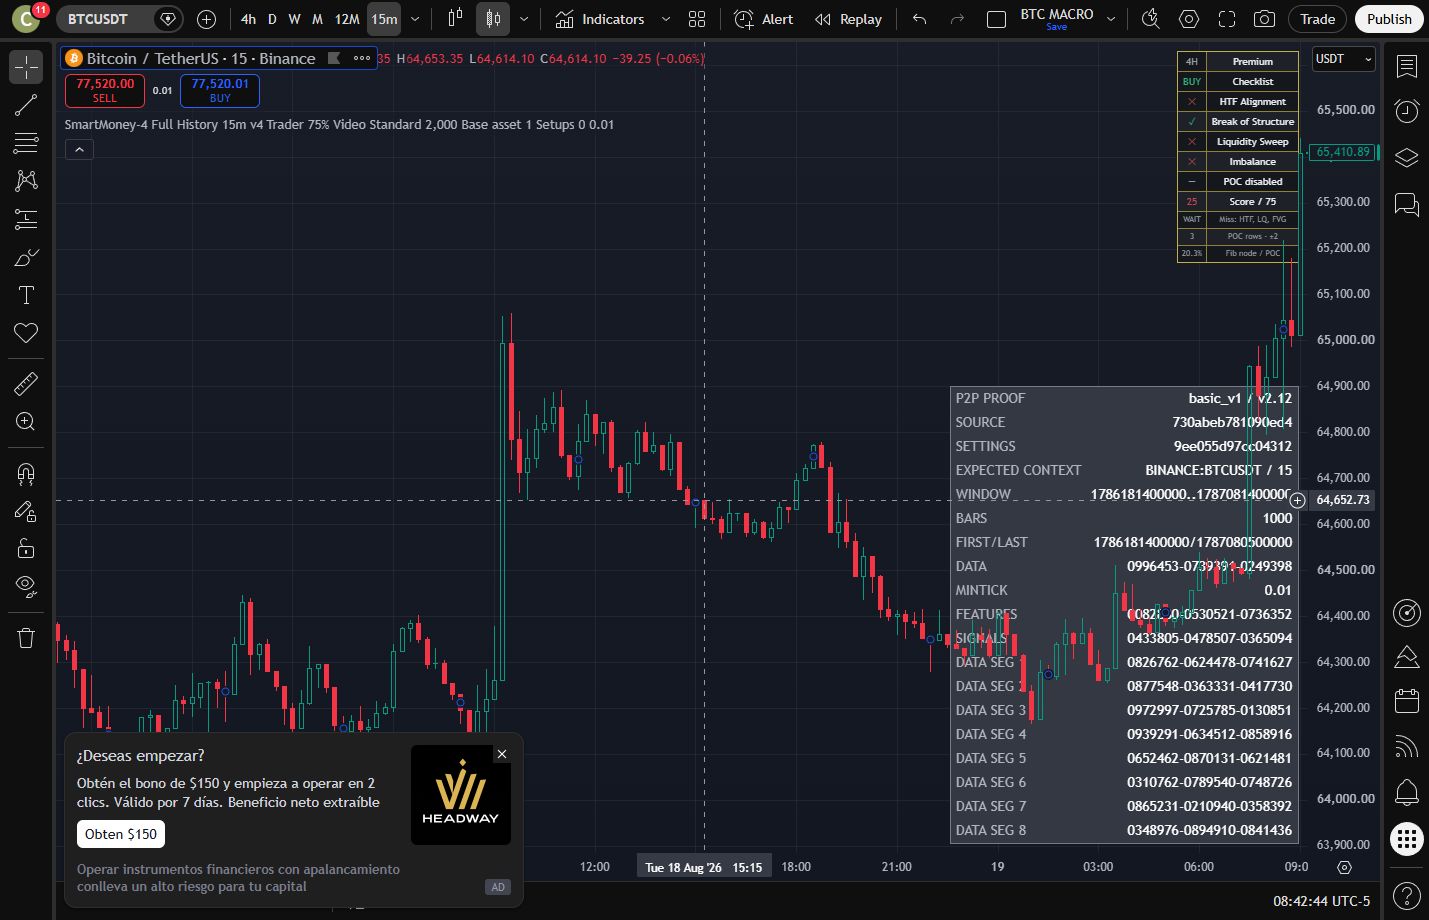 C
11
BTCUSDT
4h D W M 12M 15m
Indicators
Alert
Replay
BTC MACRO
Save
Trade
Publish
Bitcoin / TetherUS · 15 · Binance
35 H64,653.35 L64,614.10 C64,614.10 -39.25 (-0.06%)
77,520.00
SELL
0.01
77,520.01
BUY
SmartMoney-4 Full History 15m v4 Trader 75% Video Standard 2,000 Base asset 1 Setups 0 0.01
4H Premium
BUY Checklist
✗ HTF Alignment
✓ Break of Structure
✗ Liquidity Sweep
✗ Imbalance
— POC disabled
25 Score / 75
WAIT Miss: HTF, LQ, FVG
3 POC rows - ±2
20.3% Fib node / POC
USDT
65,500.00
65,410.89
65,300.00
65,200.00
65,100.00
65,000.00
64,900.00
64,800.00
64,700.00
64,652.73
64,600.00
64,500.00
64,400.00
64,300.00
64,200.00
64,100.00
64,000.00
63,900.00
P2P PROOF basic_v1 / v2.12
SOURCE 730abeb781090ed4
SETTINGS 9ee055d97cc04312
EXPECTED CONTEXT BINANCE:BTCUSDT / 15
WINDOW 1786181400000..1787081400000
BARS 1000
FIRST/LAST 1786181400000/1787080500000
DATA 0996453-0739391-0249398
MINTICK 0.01
FEATURES 0530521-0736352
SIGNALS 0433805-0478507-0365094
DATA SEG 0826762-0624478-0741627
DATA SEG 2 0877548-0363331-0417730
DATA SEG 3 0972997-0725785-0130851
DATA SEG 4 0939291-0634512-0858916
DATA SEG 5 0652462-0870131-0621481
DATA SEG 6 0310762-0789540-0748726
DATA SEG 7 0865231-0210940-0358392
DATA SEG 8 0348976-0894910-0841436
¿Deseas empezar?
Obtén el bono de $150 y empieza a operar en 2
clics. Válido por 7 días. Beneficio neto extraíble
Obten $150
Operar instrumentos financieros con apalancamiento
conlleva un alto riesgo para tu capital
HEADWAY
AD
12:00
Tue 18 Aug '26 15:15
18:00
21:00
19
03:00
06:00
09:0
08:42:44 UTC-5